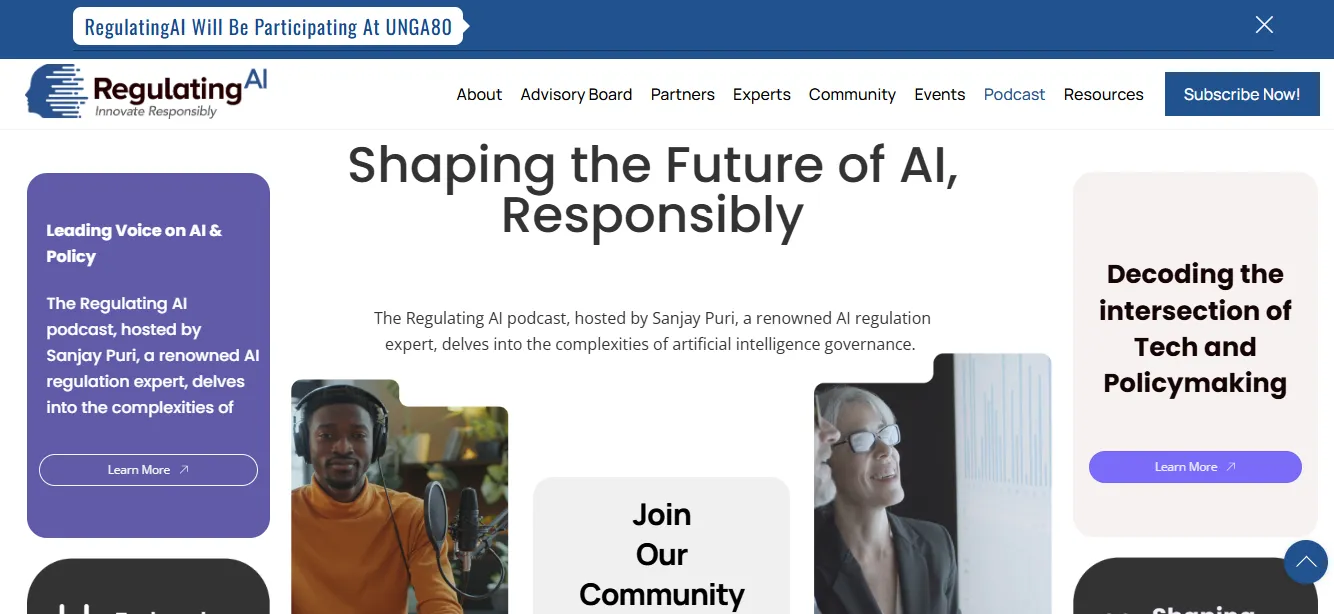 RegulatingAI Will Be Participating At UNGA80
RegulatingAI
Innovate Responsibly
About
Advisory Board
Partners
Experts
Community
Events
Podcast
Resources
Subscribe Now!
Shaping the Future of AI,
Responsibly
The Regulating AI podcast, hosted by Sanjay Puri, a renowned AI regulation
expert, delves into the complexities of artificial intelligence governance.
Leading Voice on AI &
Policy
The Regulating AI
podcast, hosted by
Sanjay Puri, a renowned AI
regulation expert, delves
into the complexities of
Learn More
Join
Our
Community
Decoding the
intersection of
Tech and
Policymaking
Learn More
Shaping